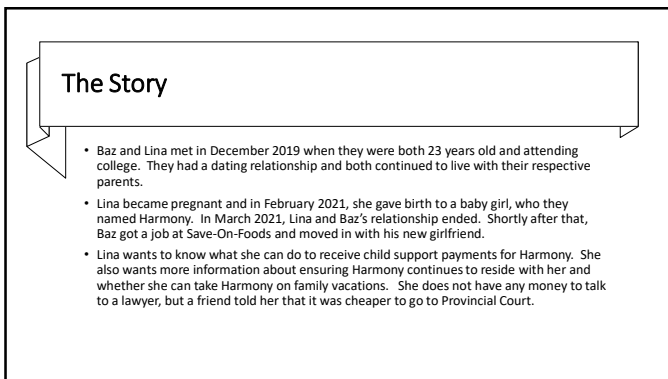 The Story
• Baz and Lina met in December 2019 when they were both 23 years old and attending
college. They had a dating relationship and both continued to live with their respective
parents.
• Lina became pregnant and in February 2021, she gave birth to a baby girl, who they
named Harmony. In March 2021, Lina and Baz's relationship ended. Shortly after that,
Baz got a job at Save-On-Foods and moved in with his new girlfriend.
• Lina wants to know what she can do to receive child support payments for Harmony. She
also wants more information about ensuring Harmony continues to reside with her and
whether she can take Harmony on family vacations. She does not have any money to talk
to a lawyer, but a friend told her that it was cheaper to go to Provincial Court.